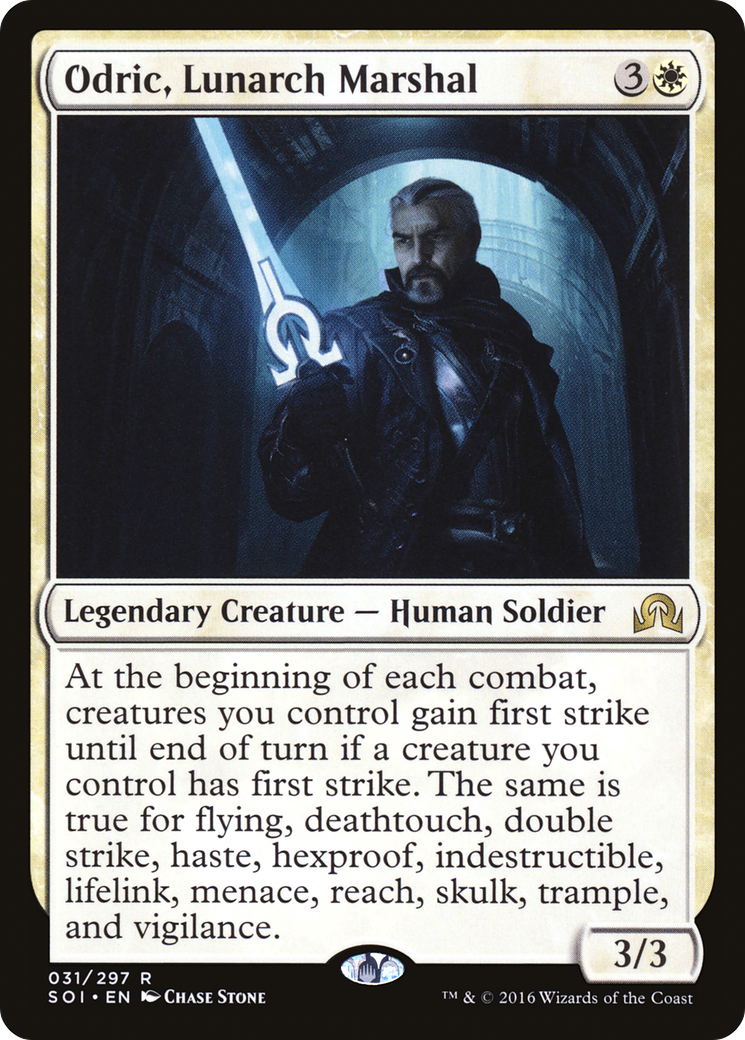 Odric, Lunarch Marshal 3
Legendary Creature — Human Soldier
At the beginning of each combat,
creatures you control gain first strike
until end of turn if a creature you
control has first strike. The same is
true for flying, deathtouch, double
strike, haste, hexproof, indestructible,
lifelink, menace, reach, skulk, trample,
and vigilance.
3/3
031/297 R
SOI • EN Chase Stone
™ & © 2016 Wizards of the Coast